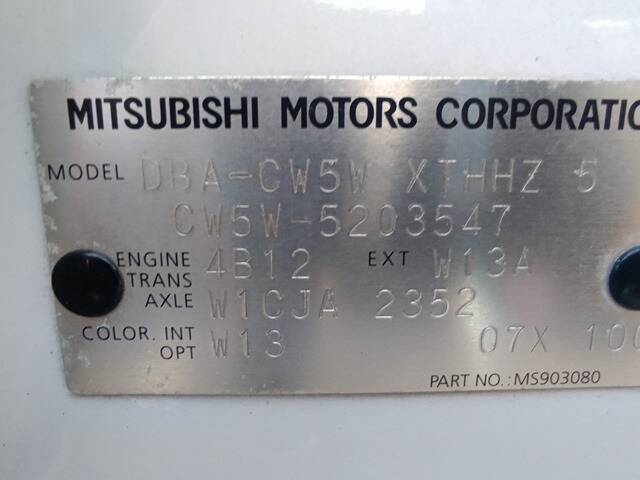 MITSUBISHI MOTORS CORPORATIO
MODEL DBA-CW5W XTHHZ 5
CW5W-5203547
ENGINE 4B12 EXT W13A
TRANS
AXLE W1CJA 2352
COLOR. INT W13 07X 100
OPT
PART NO.: MS903080